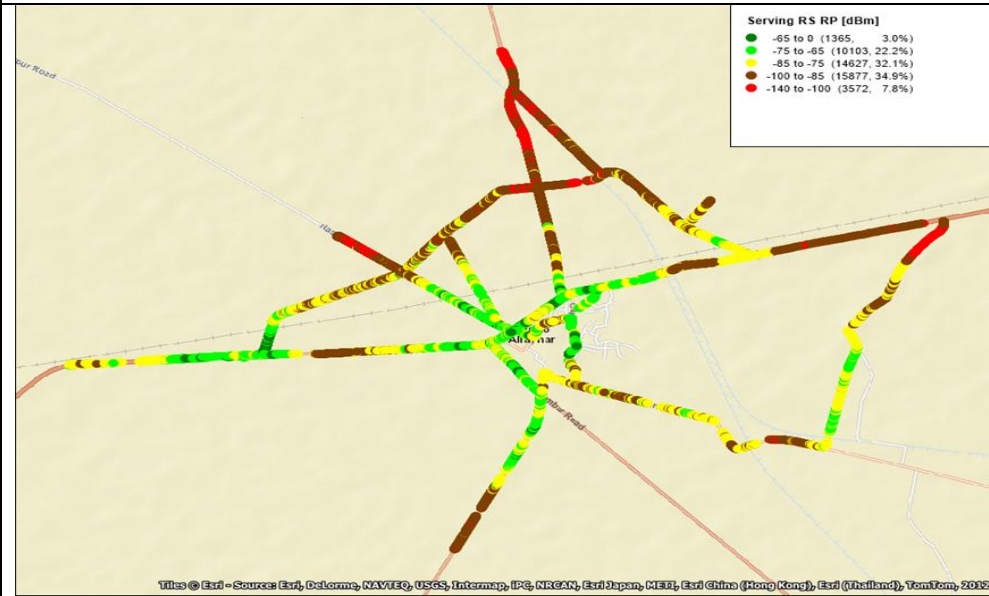 Serving RS RP [dBm]
-65 to 0 (1365, 3.0%)
-75 to -65 (10103, 22.2%)
-85 to -75 (14627, 32.1%)
-100 to -85 (15877, 34.9%)
-140 to -100 (3572, 7.8%)
pur Road
Has
mbur Road
Tiles © Esri - Source: Esri, DeLorme, NAVTEQ, USGS, Intermap, iPC, NRCAN, Esri Japan, METI, Esri China (Hong Kong), Esri (Thailand), TomTom, 2012